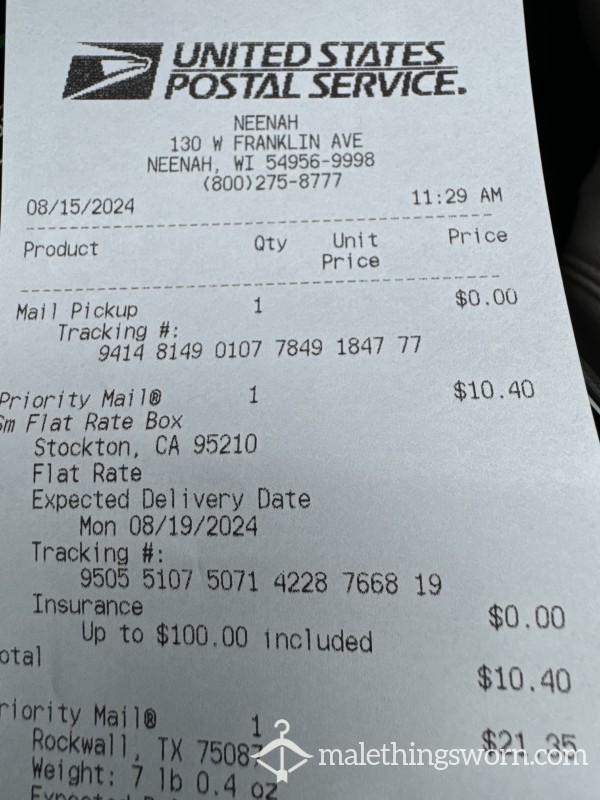 UNITED STATES
POSTAL SERVICE.
NEENAH
130 W FRANKLIN AVE
NEENAH, WI 54956-9998
(800)275-8777
08/15/2024 11:29 AM
Product Qty Unit Price
Price
Mail Pickup 1 $0.00
Tracking #:
9414 8149 0107 7849 1847 77
Priority Mail® 1 $10.40
Sm Flat Rate Box
Stockton, CA 95210
Flat Rate
Expected Delivery Date
Mon 08/19/2024
Tracking #:
9505 5107 5071 4228 7668 19
Insurance $0.00
Up to $100.00 included
otal $10.40
riority Mail® 1 $21.35
Rockwall, TX 75087
Weight: 7 lb 0.4 oz
malethingsworn.com